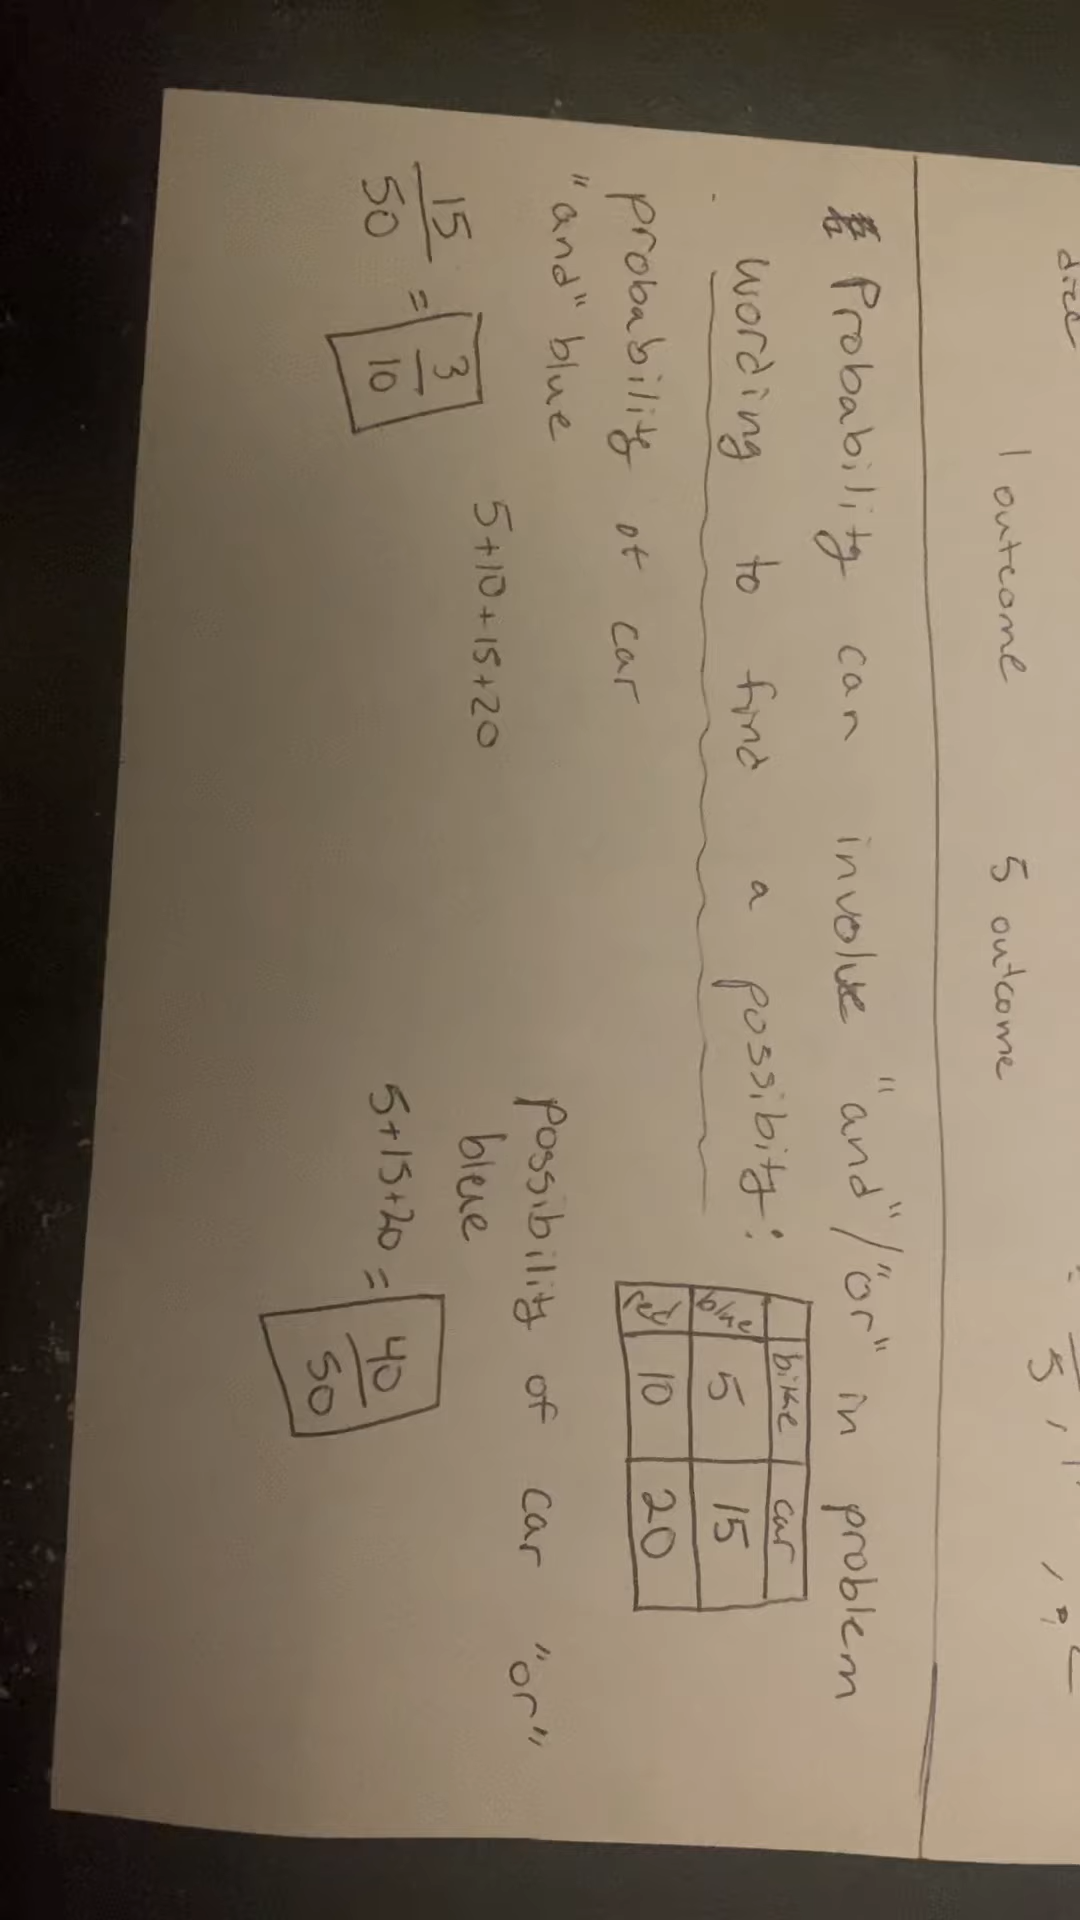 dice
1 outcome 5 outcome
Probability can involve "and"/"or" in problem
wording to find a possibity:
bike car
blue 5 15
red 10 20
probability of car
"and" blue
5+10+15+20
15/50 = 3/10
possibility of car "or"
blue
5+15+20 = 40/50